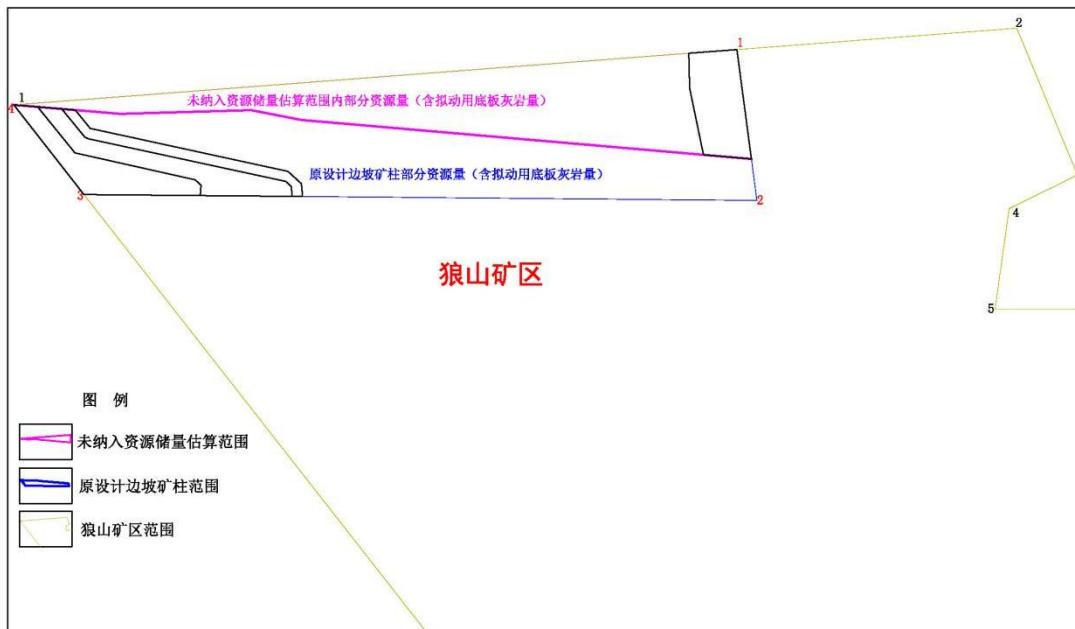 2
1
1
未纳入资源储量估算范围内部分资源量（含拟动用底板灰岩量）
4
原设计边坡矿柱部分资源量（含拟动用底板灰岩量）
3
2
4
狼山矿区
5
图 例
未纳入资源储量估算范围
原设计边坡矿柱范围
狼山矿区范围